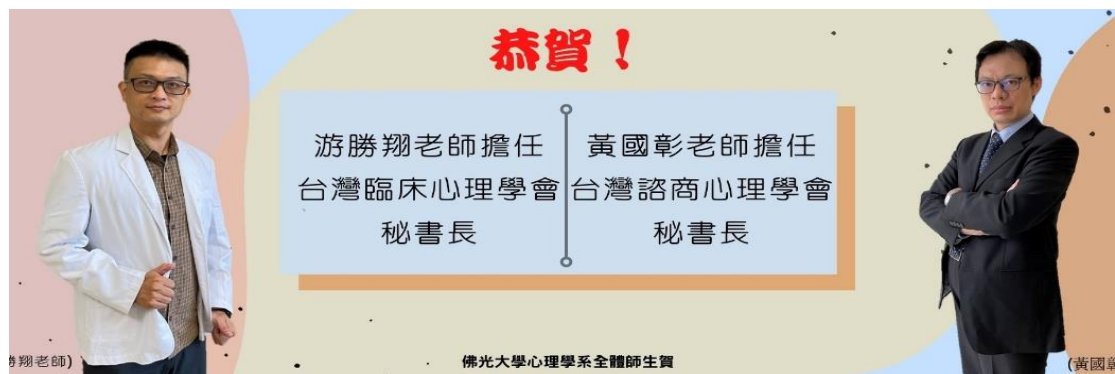 恭賀！
游勝翔老師擔任
台灣臨床心理學會
秘書長
黃國彰老師擔任
台灣諮商心理學會
秘書長
勝翔老師)
佛光大學心理學系全體師生賀
(黃國彰